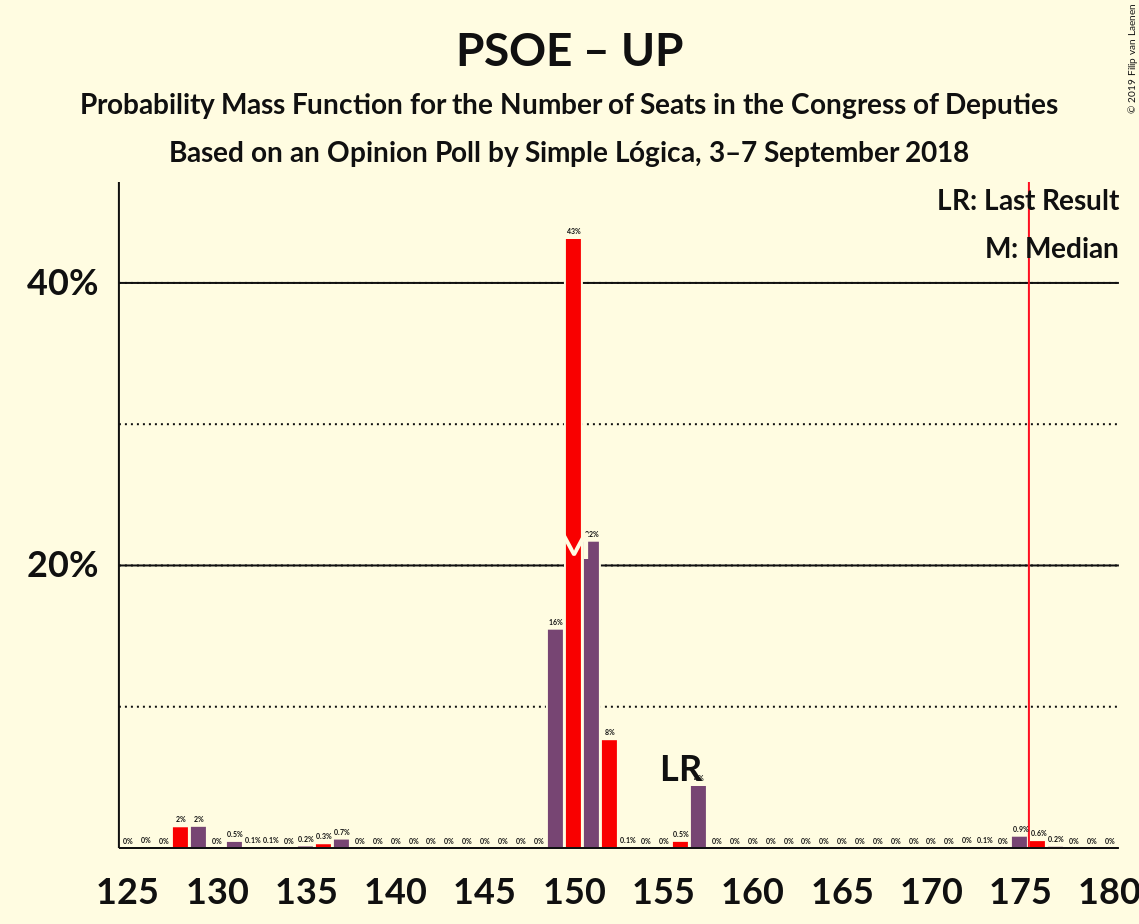 PSOE – UP
Probability Mass Function for the Number of Seats in the Congress of Deputies
Based on an Opinion Poll by Simple Lógica, 3–7 September 2018
© 2019 Filip van Laenen
LR: Last Result
M: Median
40%
20%
43%
M
22%
16%
8%
LR
2% 2% 0.5% 0.1% 0.1% 0.2% 0.3% 0.7% 0.1% 0.5% 0.1% 0.9% 0.6% 0.2%
0% 0% 0% 0% 0% 0% 0% 0% 0% 0% 0% 0% 0% 0% 0% 0% 0% 0% 0% 0% 0% 0% 0% 0% 0% 0% 0% 0% 0% 0% 0% 0% 0% 0% 0% 0% 0%
125 130 135 140 145 150 155 160 165 170 175 180